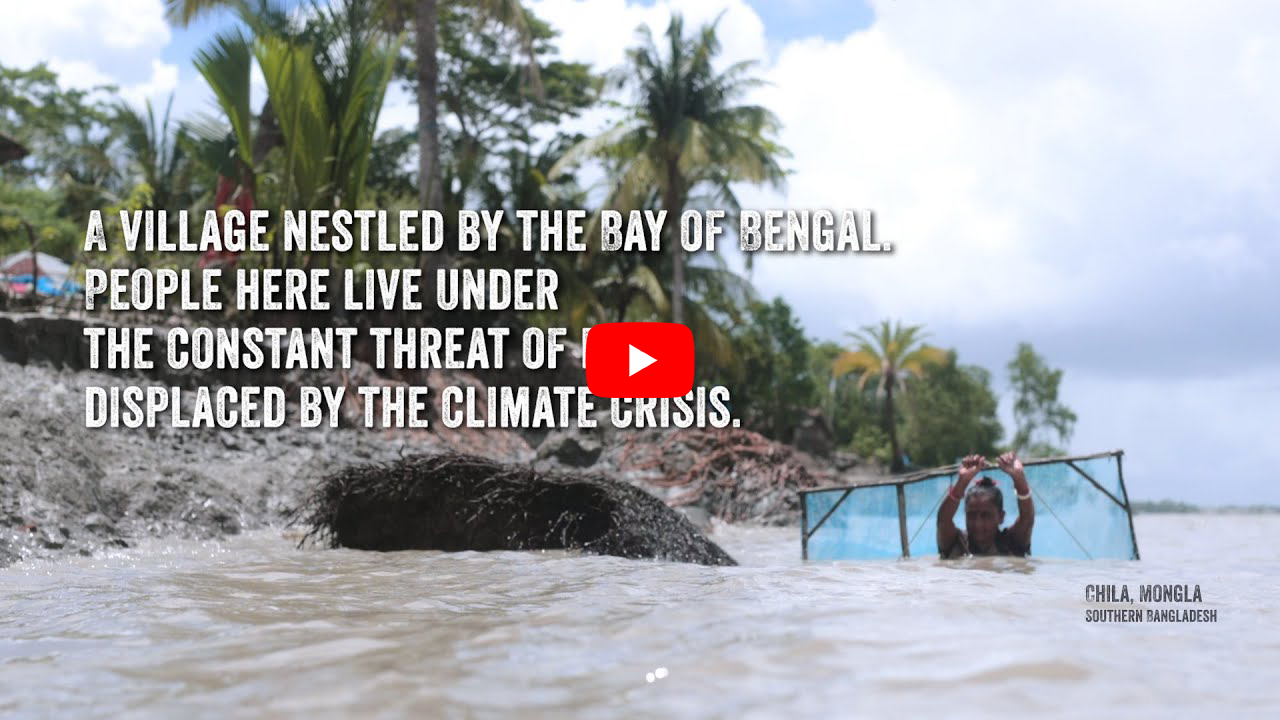 A VILLAGE NESTLED BY THE BAY OF BENGAL.
PEOPLE HERE LIVE UNDER
THE CONSTANT THREAT OF
DISPLACED BY THE CLIMATE CRISIS.
CHILA, MONGLA
SOUTHERN BANGLADESH